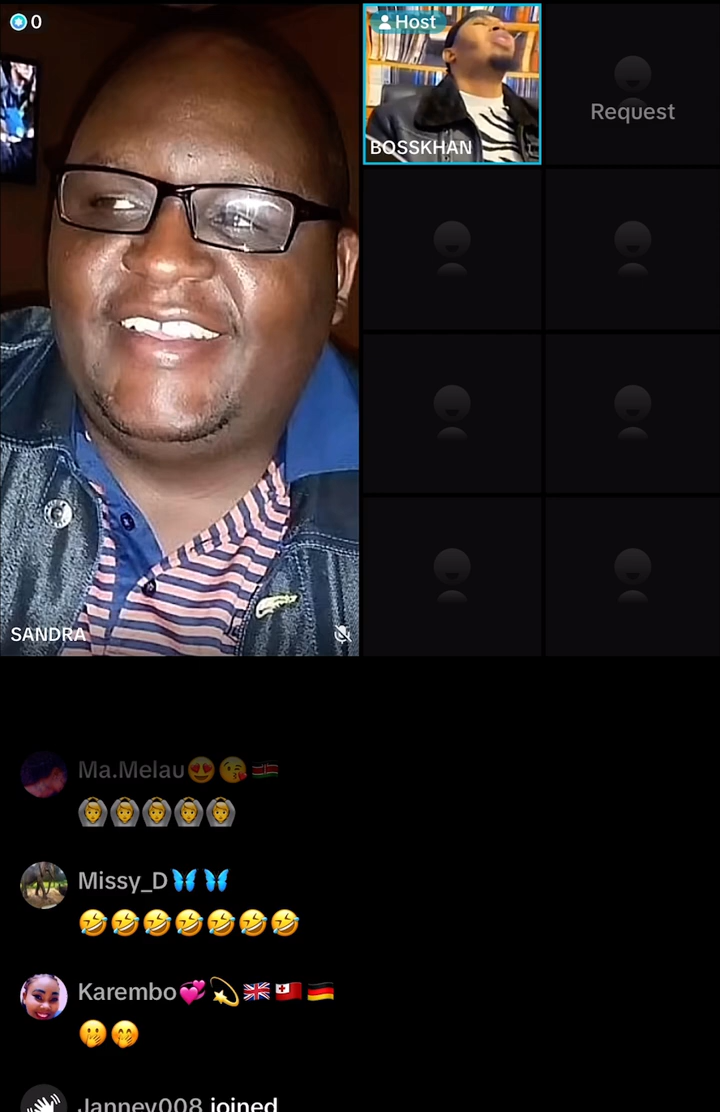 0
Host
BOSSKHAN
Request
SANDRA
Ma.Melau😍😘🇰🇪
🙆🙆🙆🙆🙆
Missy_D🦋🦋
🤣🤣🤣🤣🤣🤣🤣
Karembo💞💫🇬🇧🇹🇴🇩🇪
🤭🤭
Janney008 joined